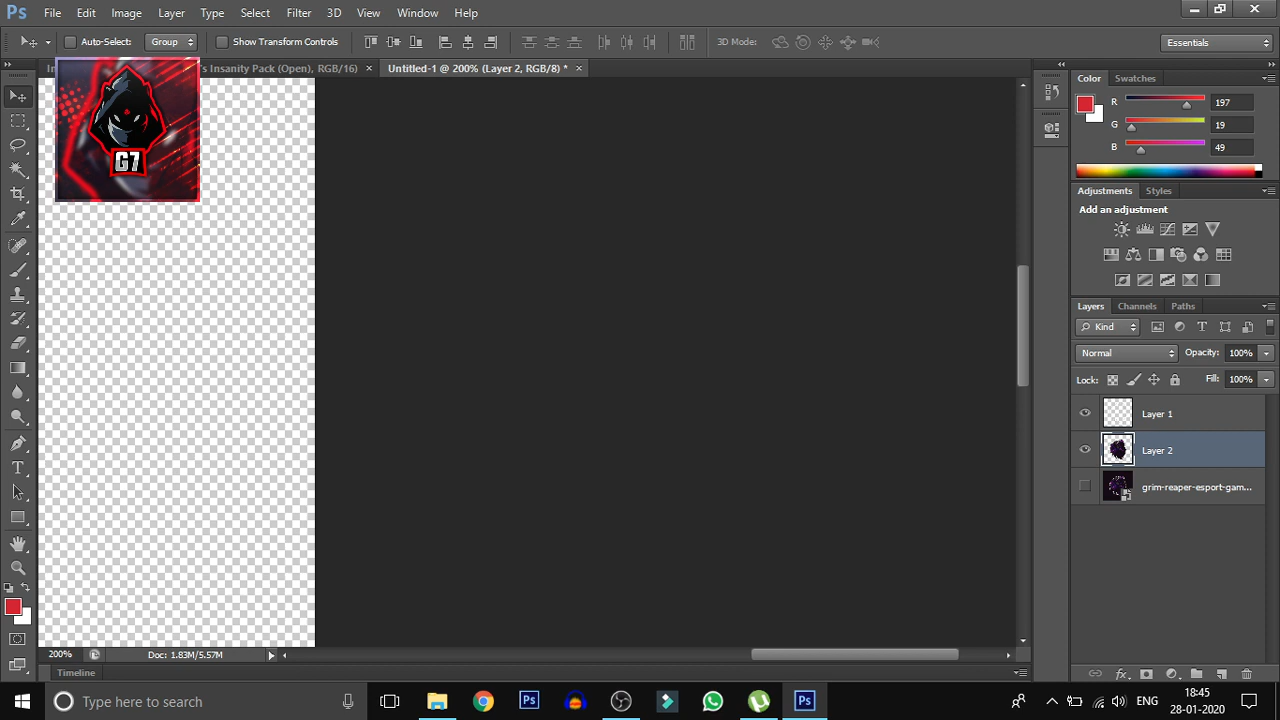 Ps File Edit Image Layer Type Select Filter 3D View Window Help
Auto-Select: Group Show Transform Controls 3D Mode: Essentials
's Insanity Pack (Open), RGB/16) × Untitled-1 @ 200% (Layer 2, RGB/8) * ×
G7
Color Swatches
R 197
G 19
B 49
Adjustments Styles
Add an adjustment
Layers Channels Paths
Kind
Normal Opacity: 100%
Lock: Fill: 100%
Layer 1
Layer 2
grim-reaper-esport-gam...
200% Doc: 1.83M/5.57M
Timeline
Type here to search
Ps
Ps
ENG
18:45
28-01-2020